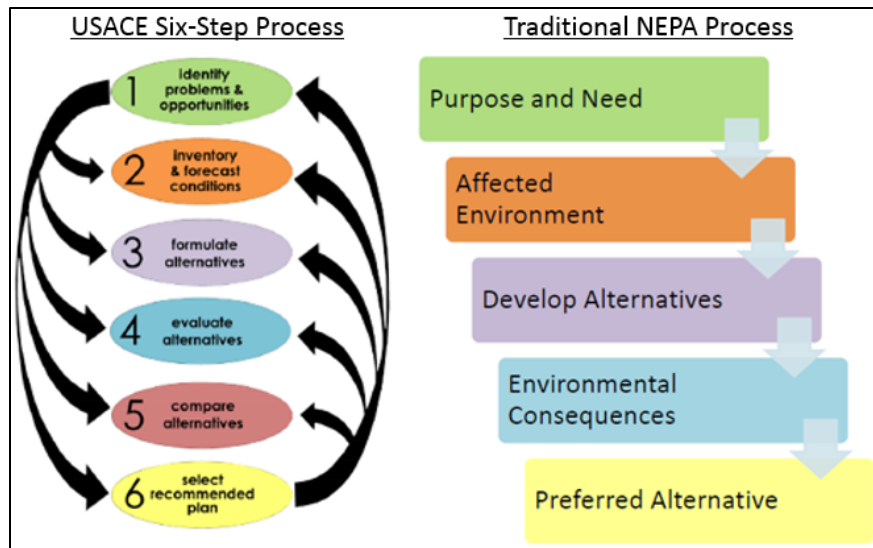 USACE Six-Step Process
1
identify
problems &
opportunities
2
inventory
& forecast
conditions
3
formulate
alternatives
4
evaluate
alternatives
5
compare
alternatives
6
select
recommended
plan
Traditional NEPA Process
Purpose and Need
Affected
Environment
Develop Alternatives
Environmental
Consequences
Preferred Alternative